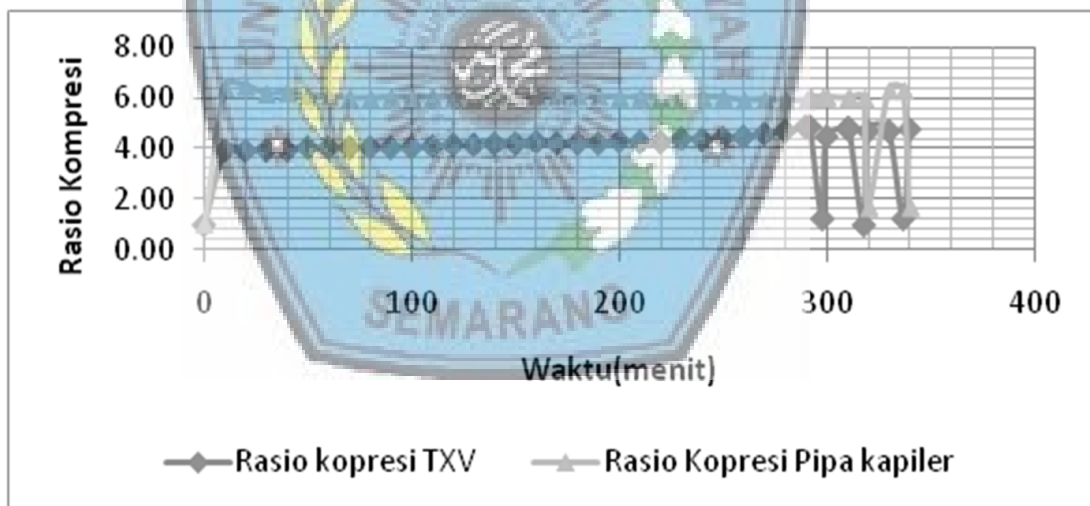 8.00
6.00
4.00
2.00
0.00
Rasio Kompresi
0 100 200 300 400
SEMARANG
Waktu(menit)
Rasio kopresi TXV Rasio Kopresi Pipa kapiler